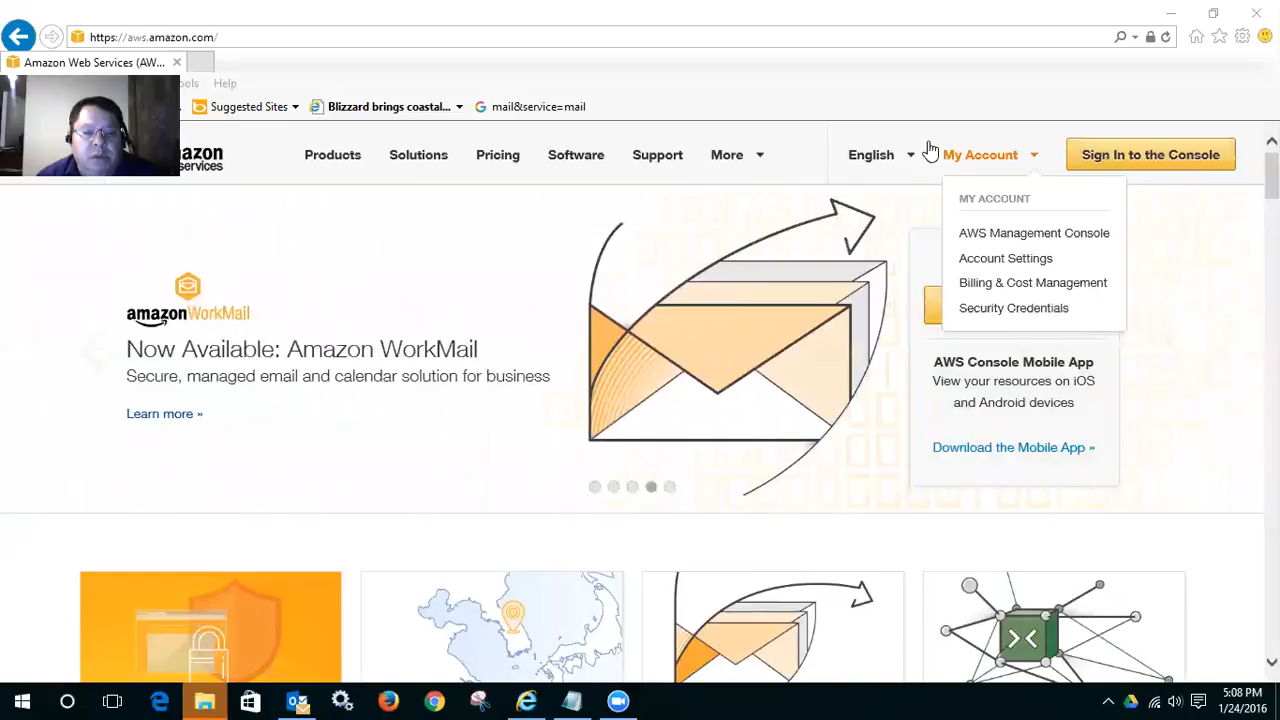 https://aws.amazon.com/
Amazon Web Services (AW...
Help
Suggested Sites
Blizzard brings coastal...
mail&service=mail
services
Products
Solutions
Pricing
Software
Support
More
English
My Account
Sign In to the Console
MY ACCOUNT
AWS Management Console
Account Settings
Billing & Cost Management
Security Credentials
amazon WorkMail
Now Available: Amazon WorkMail
Secure, managed email and calendar solution for business
Learn more »
AWS Console Mobile App
View your resources on iOS
and Android devices
Download the Mobile App »
5:08 PM
1/24/2016